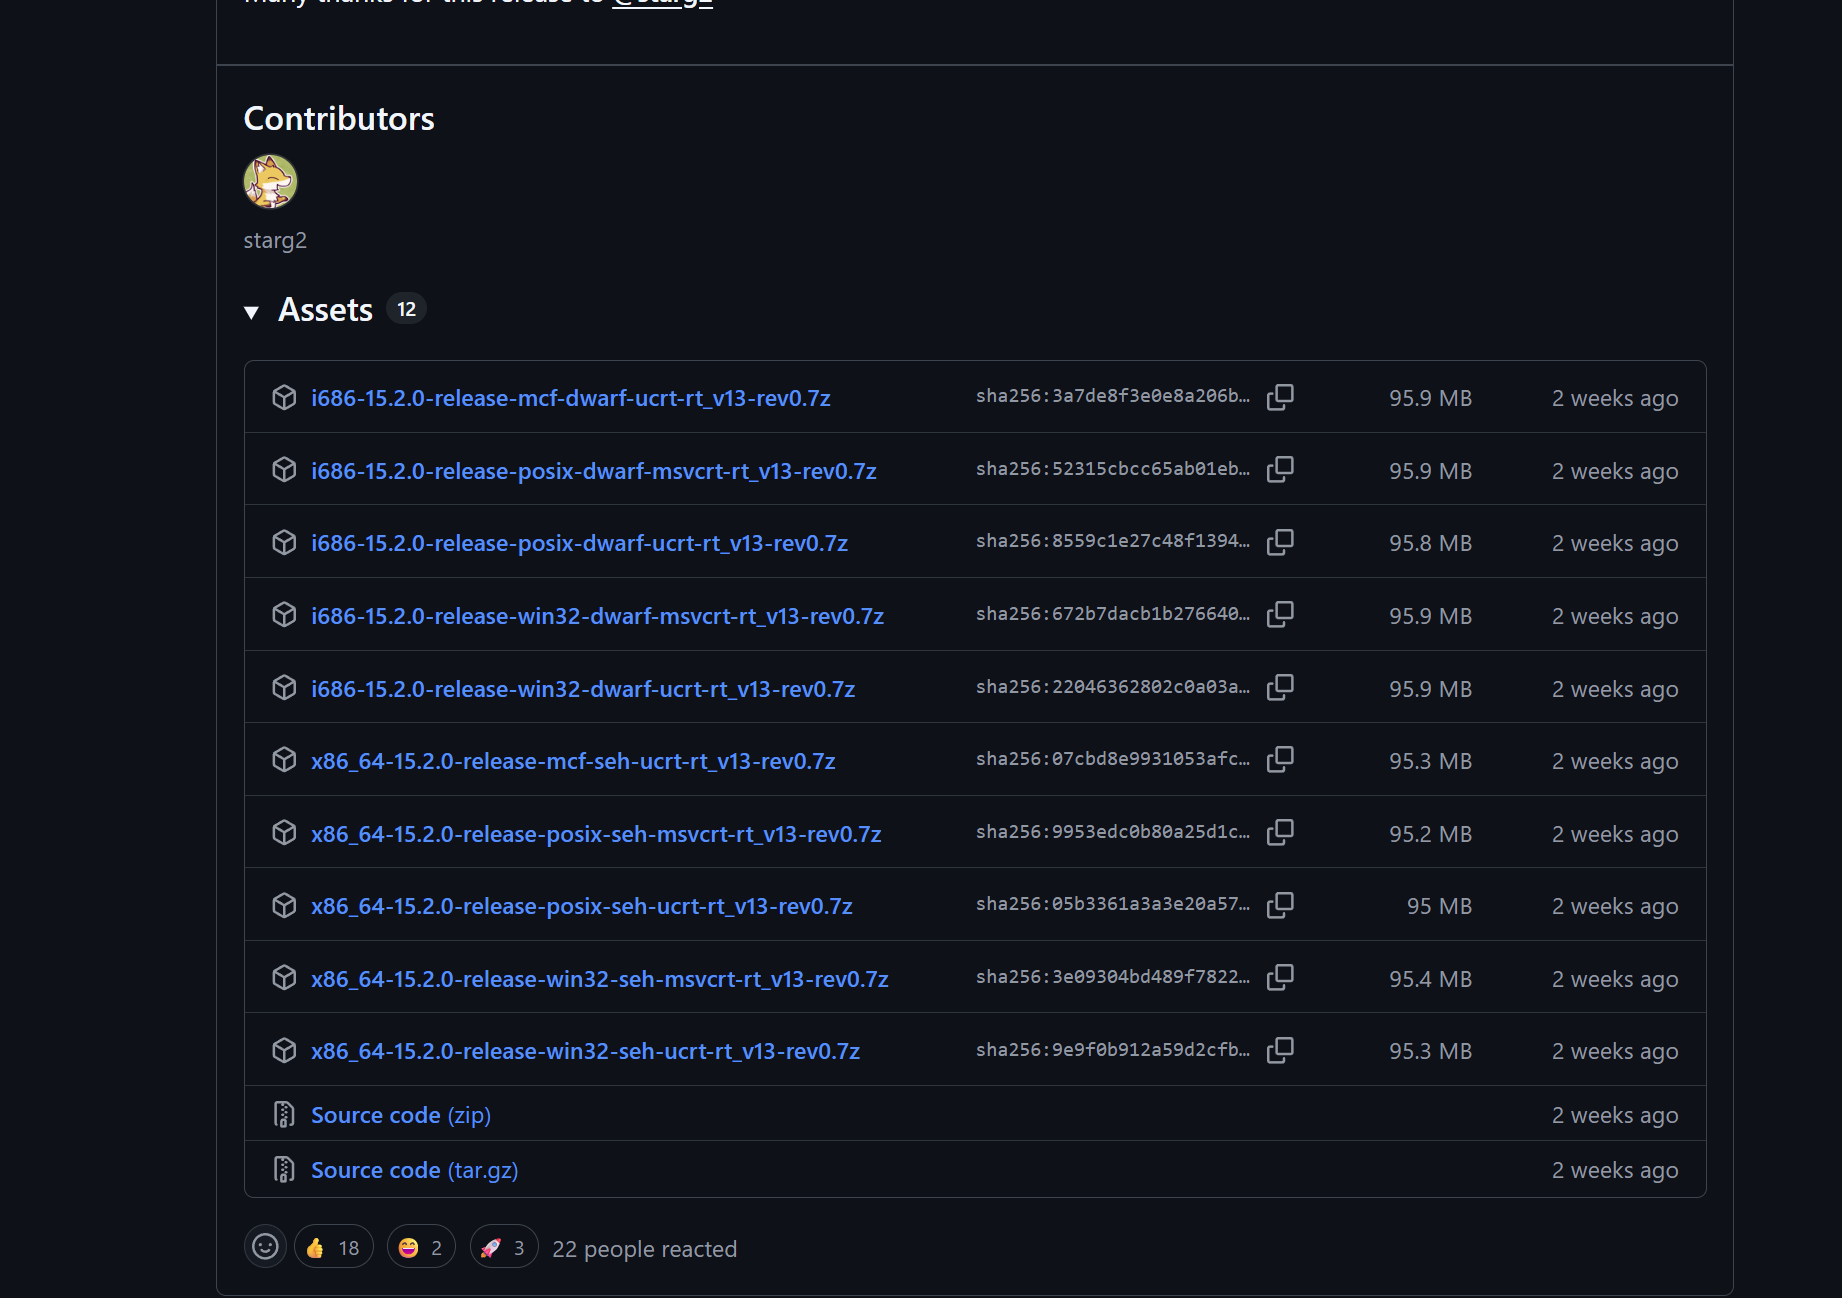 Many thanks for this release to @starg2
Contributors
starg2
Assets 12
i686-15.2.0-release-mcf-dwarf-ucrt-rt_v13-rev0.7z sha256:3a7de8f3e0e8a206b… 95.9 MB 2 weeks ago
i686-15.2.0-release-posix-dwarf-msvcrt-rt_v13-rev0.7z sha256:52315cbcc65ab01eb… 95.9 MB 2 weeks ago
i686-15.2.0-release-posix-dwarf-ucrt-rt_v13-rev0.7z sha256:8559c1e27c48f1394… 95.8 MB 2 weeks ago
i686-15.2.0-release-win32-dwarf-msvcrt-rt_v13-rev0.7z sha256:672b7dacb1b276640… 95.9 MB 2 weeks ago
i686-15.2.0-release-win32-dwarf-ucrt-rt_v13-rev0.7z sha256:22046362802c0a03a… 95.9 MB 2 weeks ago
x86_64-15.2.0-release-mcf-seh-ucrt-rt_v13-rev0.7z sha256:07cbd8e9931053afc… 95.3 MB 2 weeks ago
x86_64-15.2.0-release-posix-seh-msvcrt-rt_v13-rev0.7z sha256:9953edc0b80a25d1c… 95.2 MB 2 weeks ago
x86_64-15.2.0-release-posix-seh-ucrt-rt_v13-rev0.7z sha256:05b3361a3a3e20a57… 95 MB 2 weeks ago
x86_64-15.2.0-release-win32-seh-msvcrt-rt_v13-rev0.7z sha256:3e09304bd489f7822… 95.4 MB 2 weeks ago
x86_64-15.2.0-release-win32-seh-ucrt-rt_v13-rev0.7z sha256:9e9f0b912a59d2cfb… 95.3 MB 2 weeks ago
Source code (zip) 2 weeks ago
Source code (tar.gz) 2 weeks ago
👍 18 😄 2 🚀 3 22 people reacted